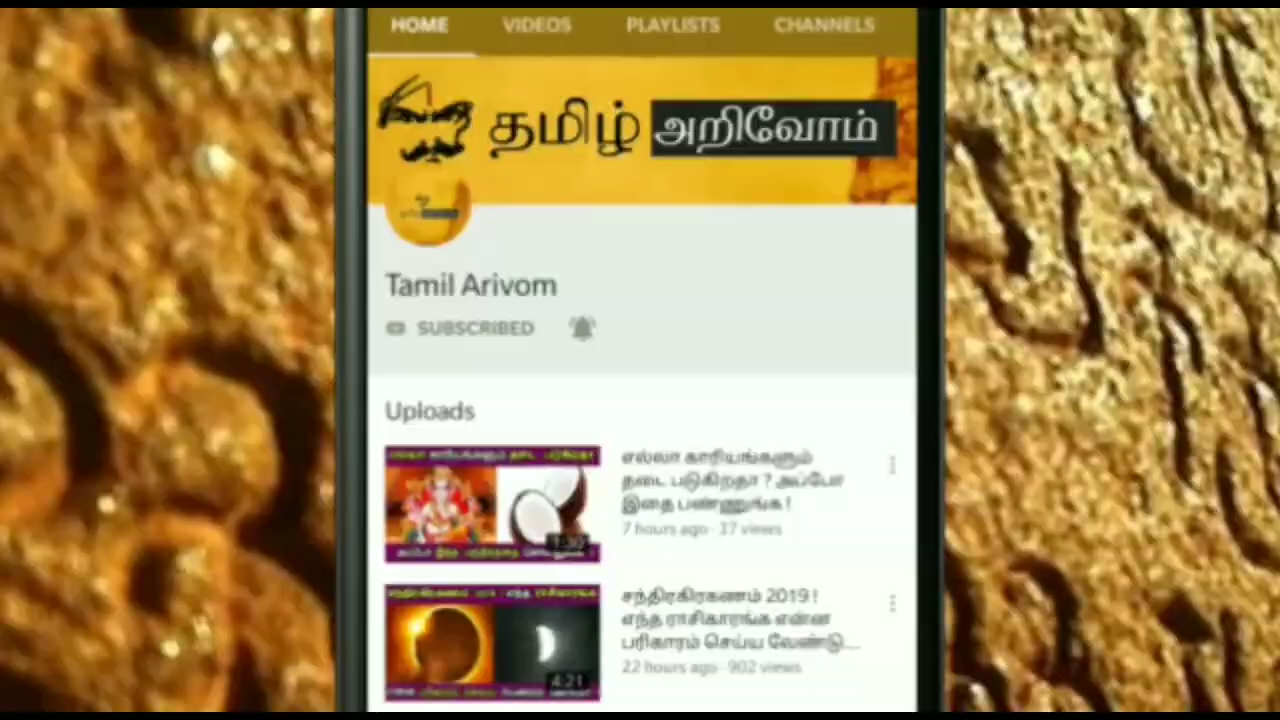 HOME VIDEOS PLAYLISTS CHANNELS
தமிழ் அறிவோம்
Tamil Arivom
SUBSCRIBED
Uploads
எல்லா காரியங்களும்
தடை படுகிறதா ? அப்போ
இதை பண்ணுங்க !
7 hours ago · 37 views
சந்திரகிரகணம் 2019 !
எந்த ராசிகாரங்க என்ன
பரிகாரம் செய்ய வேண்டு...
22 hours ago · 902 views
4:21